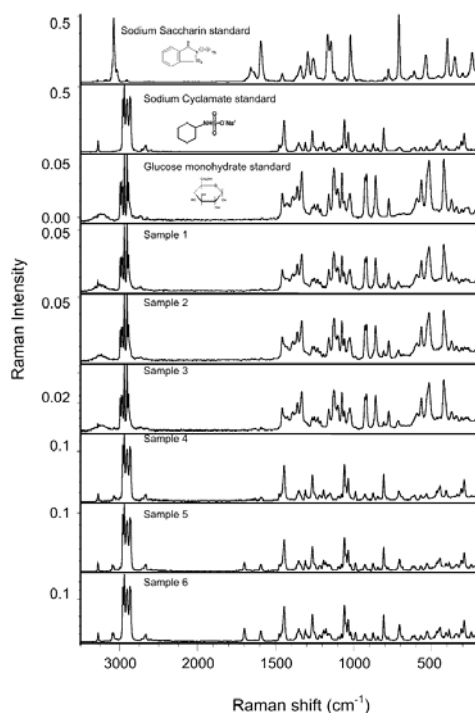 Raman Intensity
0.5
Sodium Saccharin standard
0.5
Sodium Cyclamate standard
0.05
Glucose monohydrate standard
0.00
0.05
Sample 1
0.05
Sample 2
Sample 3
0.02
Sample 4
0.1
Sample 5
0.1
Sample 6
0.1
3000 2000 1500 1000 500
Raman shift (cm⁻¹)